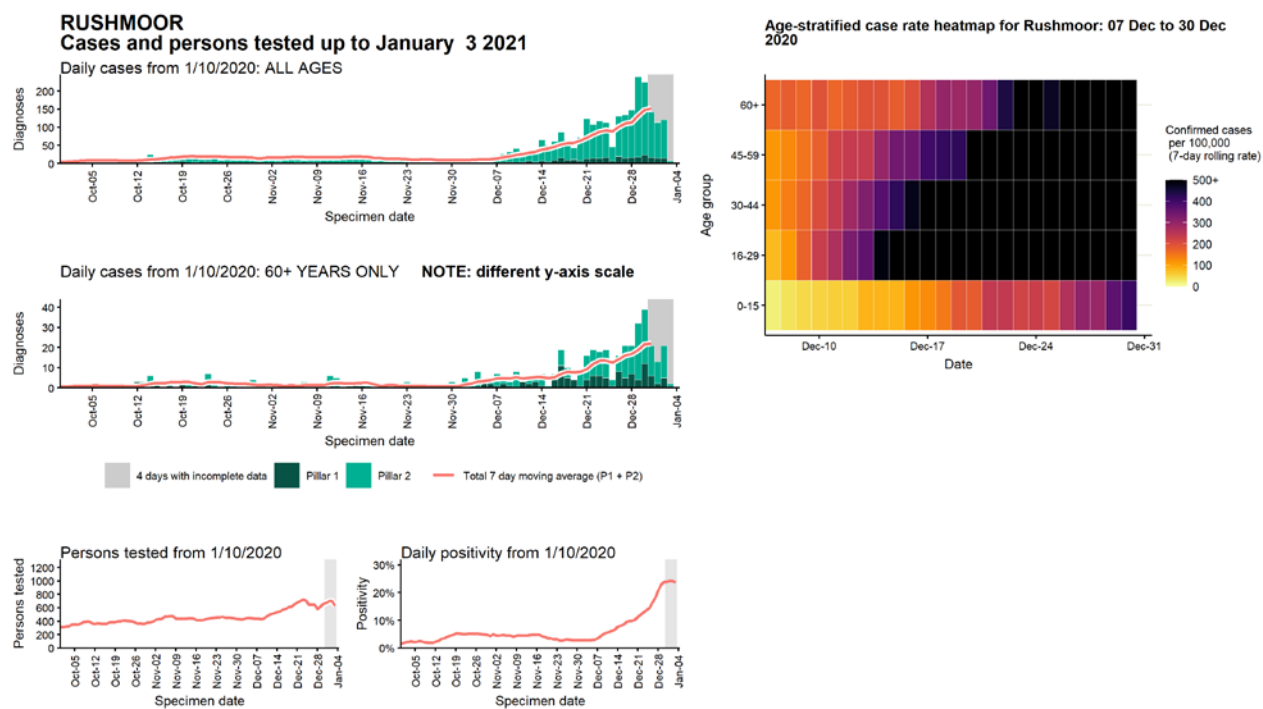 RUSHMOOR
Cases and persons tested up to January 3 2021
Daily cases from 1/10/2020: ALL AGES
Diagnoses
200
150
100
50
0
Oct-05 Oct-12 Oct-19 Oct-26 Nov-02 Nov-09 Nov-16 Nov-23 Nov-30 Dec-07 Dec-14 Dec-21 Dec-28 Jan-04
Specimen date
Daily cases from 1/10/2020: 60+ YEARS ONLY NOTE: different y-axis scale
Diagnoses
40
30
20
10
0
Oct-05 Oct-12 Oct-19 Oct-26 Nov-02 Nov-09 Nov-16 Nov-23 Nov-30 Dec-07 Dec-14 Dec-21 Dec-28 Jan-04
Specimen date
4 days with incomplete data Pillar 1 Pillar 2 Total 7 day moving average (P1 + P2)
Persons tested from 1/10/2020
Persons tested
1200
1000
800
600
400
200
0
Oct-05 Oct-12 Oct-19 Oct-26 Nov-02 Nov-09 Nov-16 Nov-23 Nov-30 Dec-07 Dec-14 Dec-21 Dec-28 Jan-04
Specimen date
Daily positivity from 1/10/2020
Positivity
30%
20%
10%
0%
Oct-05 Oct-12 Oct-19 Oct-26 Nov-02 Nov-09 Nov-16 Nov-23 Nov-30 Dec-07 Dec-14 Dec-21 Dec-28 Jan-04
Specimen date
Age-stratified case rate heatmap for Rushmoor: 07 Dec to 30 Dec
2020
Age group
60+
45-59
30-44
16-29
0-15
Dec-10 Dec-17 Dec-24 Dec-31
Date
Confirmed cases
per 100,000
(7-day rolling rate)
500+
400
300
200
100
0